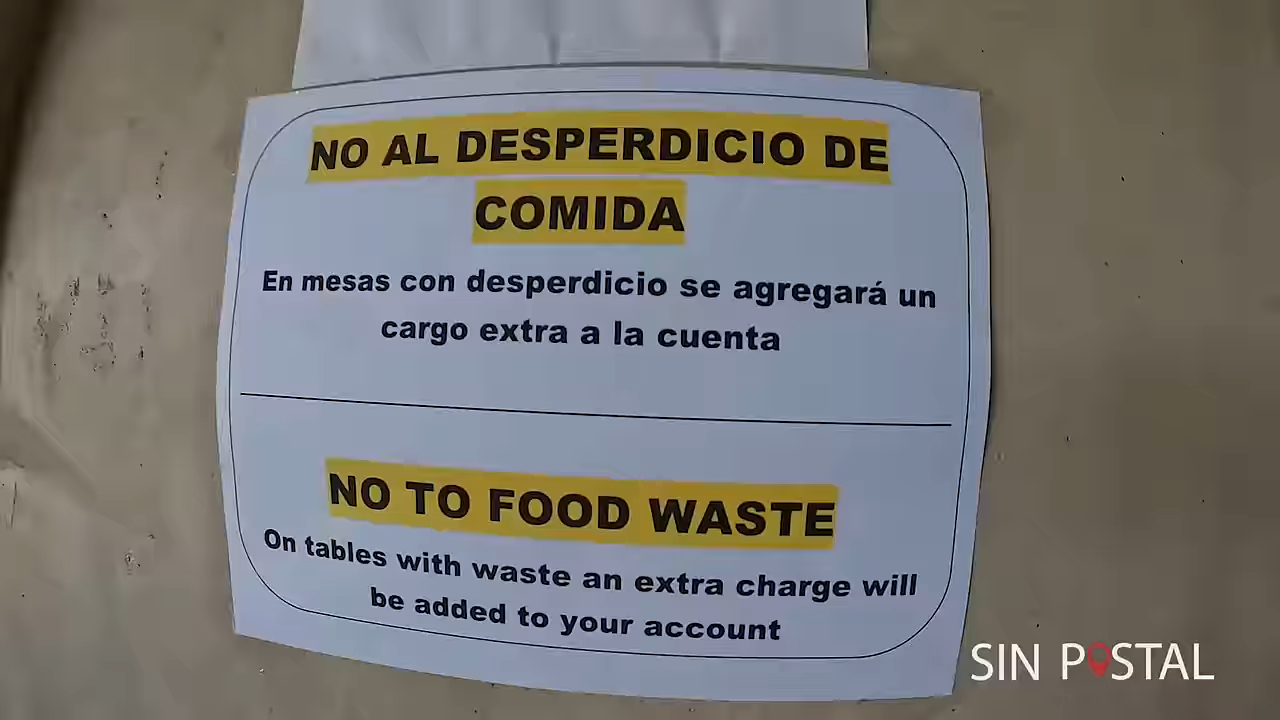 NO AL DESPERDICIO DE
COMIDA
En mesas con desperdicio se agregará un
cargo extra a la cuenta
NO TO FOOD WASTE
On tables with waste an extra charge will
be added to your account
SIN POSTAL